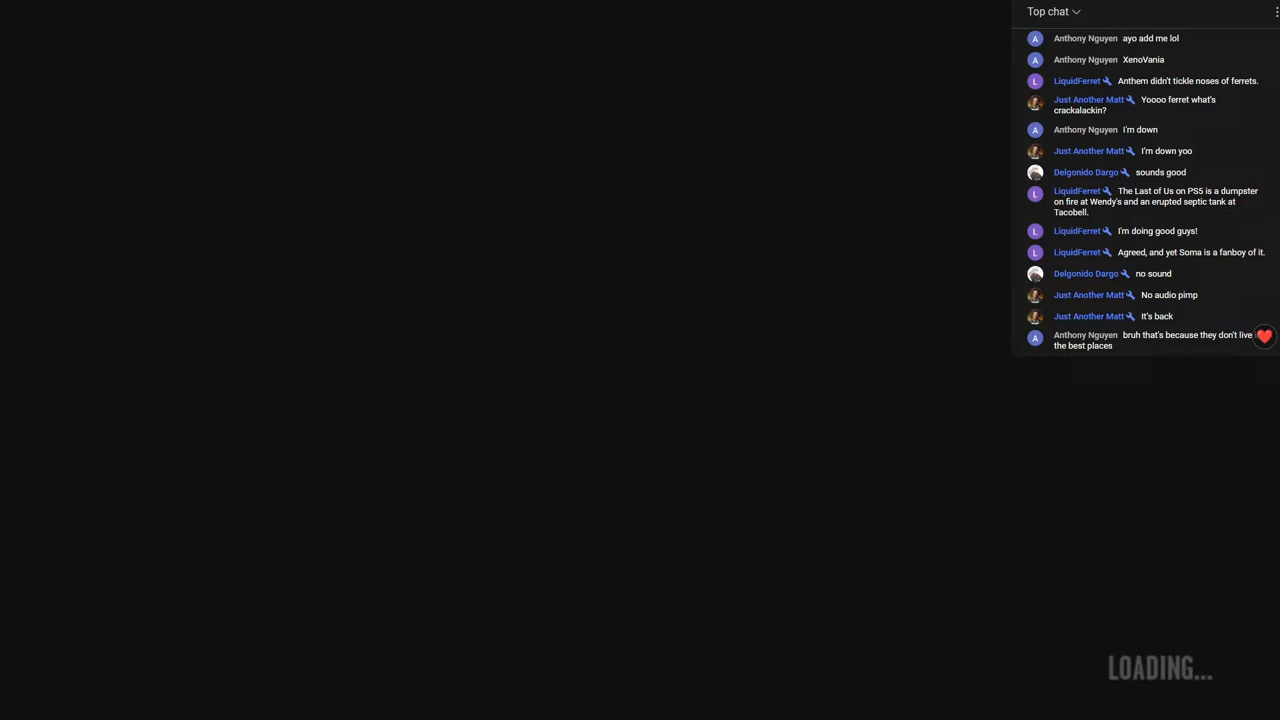 Top chat
A Anthony Nguyen ayo add me lol
A Anthony Nguyen XenoVania
L LiquidFerret Anthem didn't tickle noses of ferrets.
Just Another Matt Yoooo ferret what's
crackalackin?
A Anthony Nguyen I'm down
Just Another Matt I'm down yoo
Delgonido Dargo sounds good
L LiquidFerret The Last of Us on PS5 is a dumpster
on fire at Wendy's and an erupted septic tank at
Tacobell.
L LiquidFerret I'm doing good guys!
L LiquidFerret Agreed, and yet Soma is a fanboy of it.
Delgonido Dargo no sound
Just Another Matt No audio pimp
Just Another Matt It's back
A Anthony Nguyen bruh that's because they don't live
the best places
LOADING...